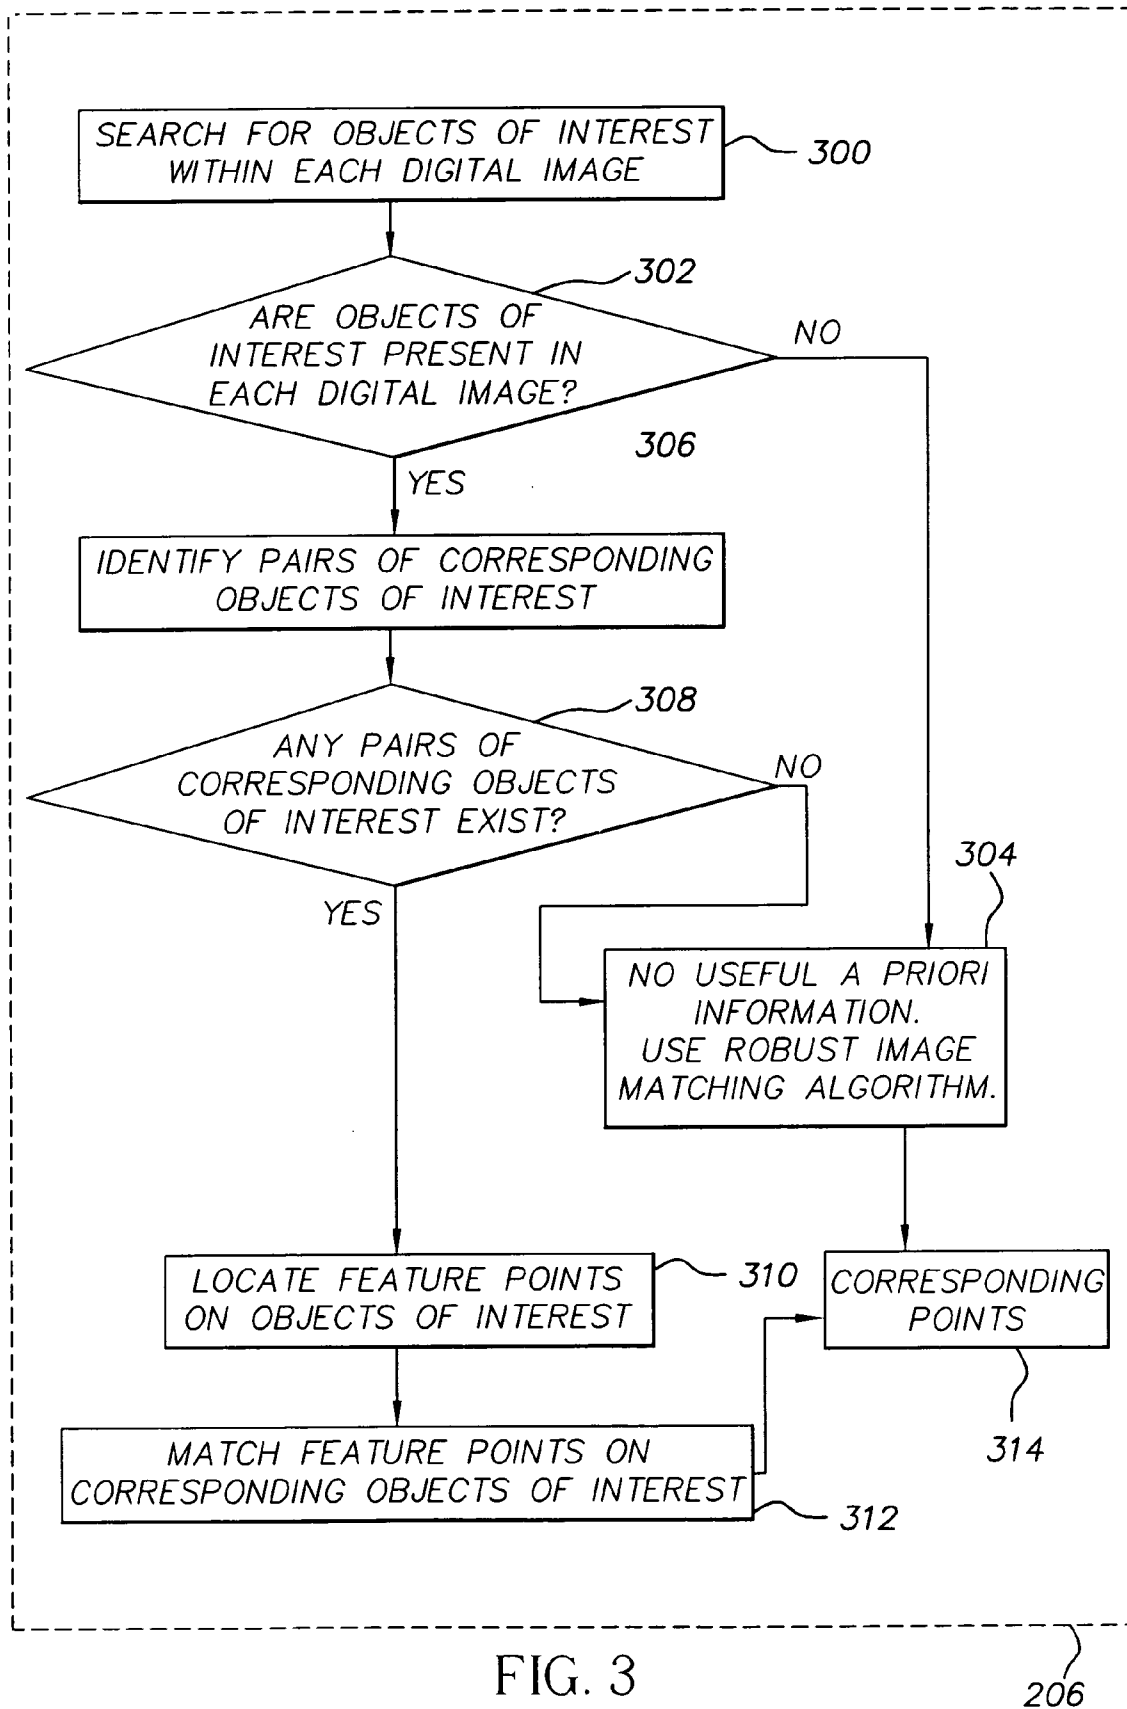 SEARCH FOR OBJECTS OF INTEREST
WITHIN EACH DIGITAL IMAGE
300
302
ARE OBJECTS OF
INTEREST PRESENT IN
EACH DIGITAL IMAGE?
NO
306
YES
IDENTIFY PAIRS OF CORRESPONDING
OBJECTS OF INTEREST
308
ANY PAIRS OF
CORRESPONDING OBJECTS
OF INTEREST EXIST?
NO
YES
304
NO USEFUL A PRIORI
INFORMATION.
USE ROBUST IMAGE
MATCHING ALGORITHM.
LOCATE FEATURE POINTS
ON OBJECTS OF INTEREST
310
CORRESPONDING
POINTS
314
MATCH FEATURE POINTS ON
CORRESPONDING OBJECTS OF INTEREST
312
FIG. 3
206